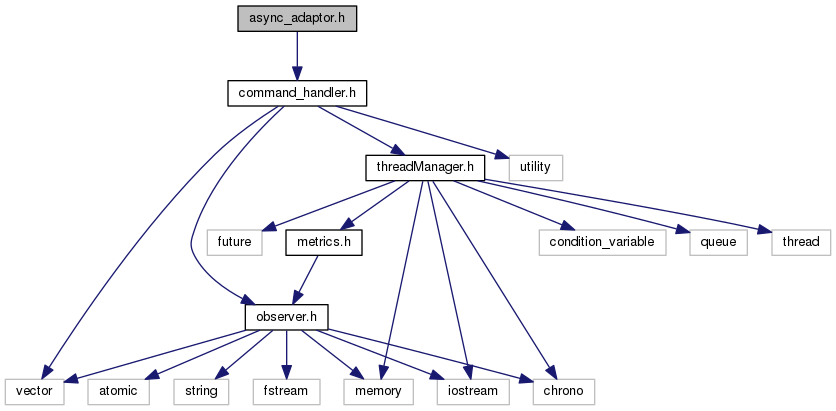 async_adaptor.h
command_handler.h
threadManager.h
utility
future
metrics.h
condition_variable
queue
thread
observer.h
vector
atomic
string
fstream
memory
iostream
chrono